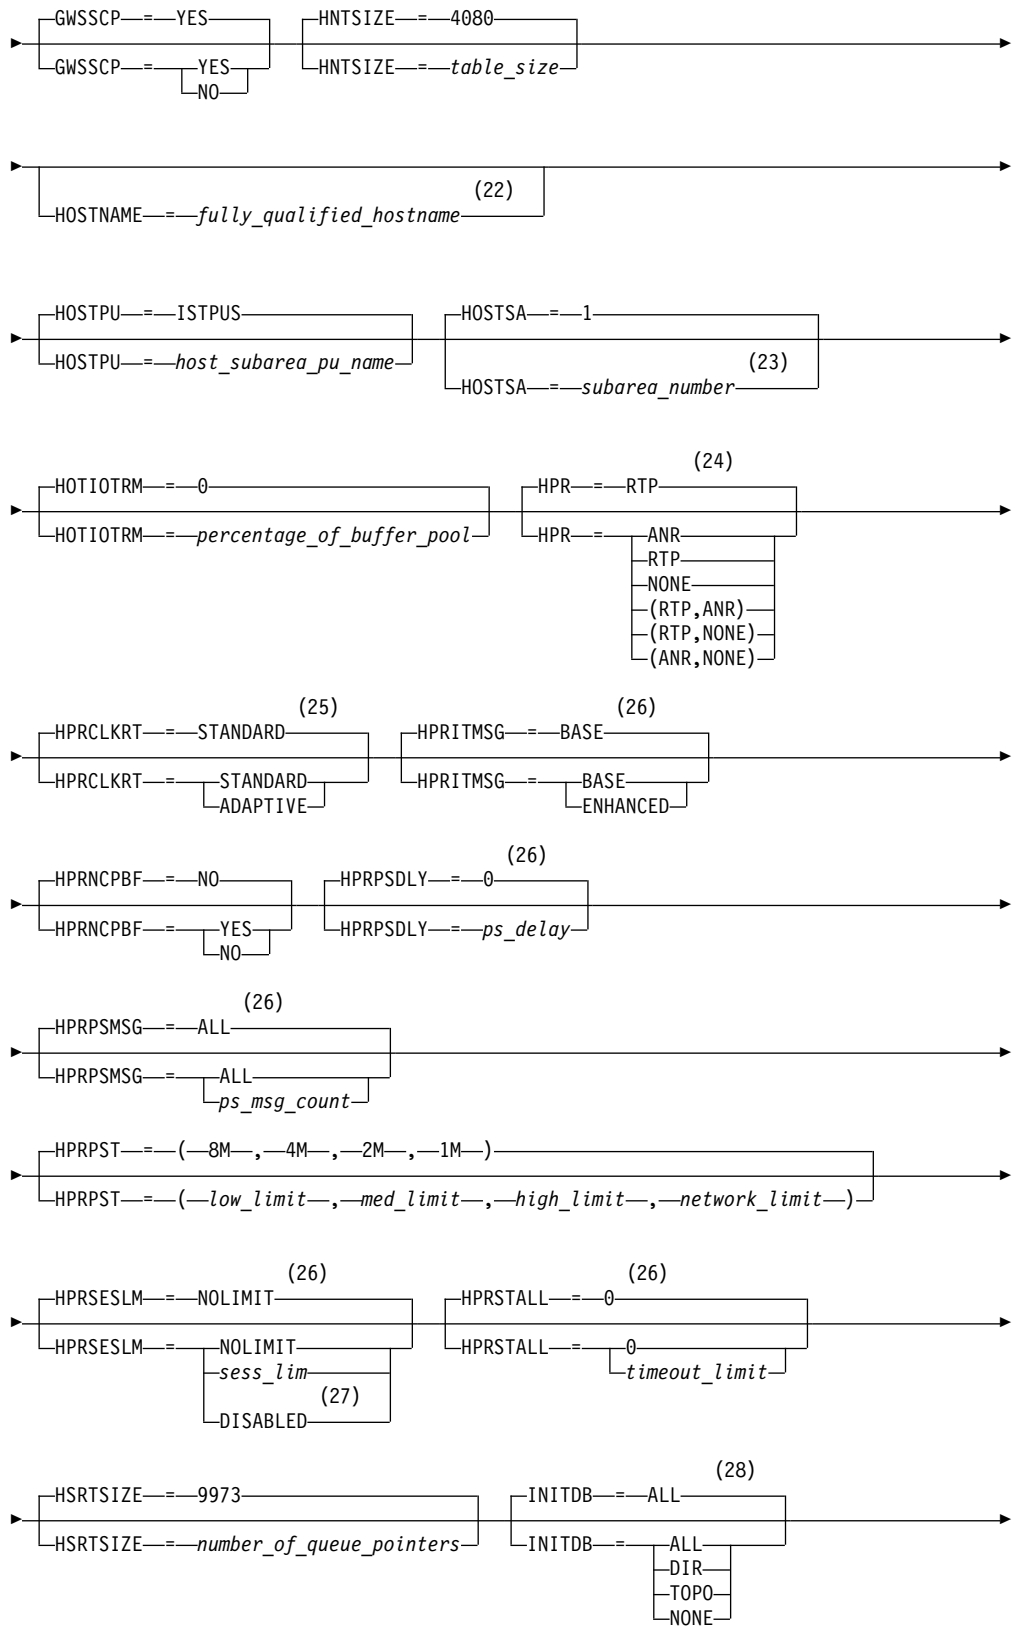 GWSSCP = YES HNTSIZE = 4080
GWSSCP = YES HNTSIZE = table_size
NO
(22)
HOSTNAME = fully_qualified_hostname
HOSTPU = ISTPUS HOSTSA = 1
(23)
HOSTPU = host_subarea_pu_name HOSTSA = subarea_number
(24)
HOTIOTRM = 0 HPR = RTP
HOTIOTRM = percentage_of_buffer_pool HPR = ANR
RTP
NONE
(RTP,ANR)
(RTP,NONE)
(ANR,NONE)
(25) (26)
HPRCLKRT = STANDARD HPRITMSG = BASE
HPRCLKRT = STANDARD HPRITMSG = BASE
ADAPTIVE ENHANCED
(26)
HPRNCPBF = NO HPRPSDLY = 0
HPRNCPBF = YES HPRPSDLY = ps_delay
NO
(26)
HPRPSMSG = ALL
HPRPSMSG = ALL
ps_msg_count
HPRPST = ( 8M , 4M , 2M , 1M )
HPRPST = ( low_limit , med_limit , high_limit , network_limit )
(26) (26)
HPRSESLM = NOLIMIT HPRSTALL = 0
HPRSESLM = NOLIMIT HPRSTALL = 0
sess_lim timeout_limit
(27)
DISABLED
(28)
HSRTSIZE = 9973 INITDB = ALL
HSRTSIZE = number_of_queue_pointers INITDB = ALL
DIR
TOPO
NONE